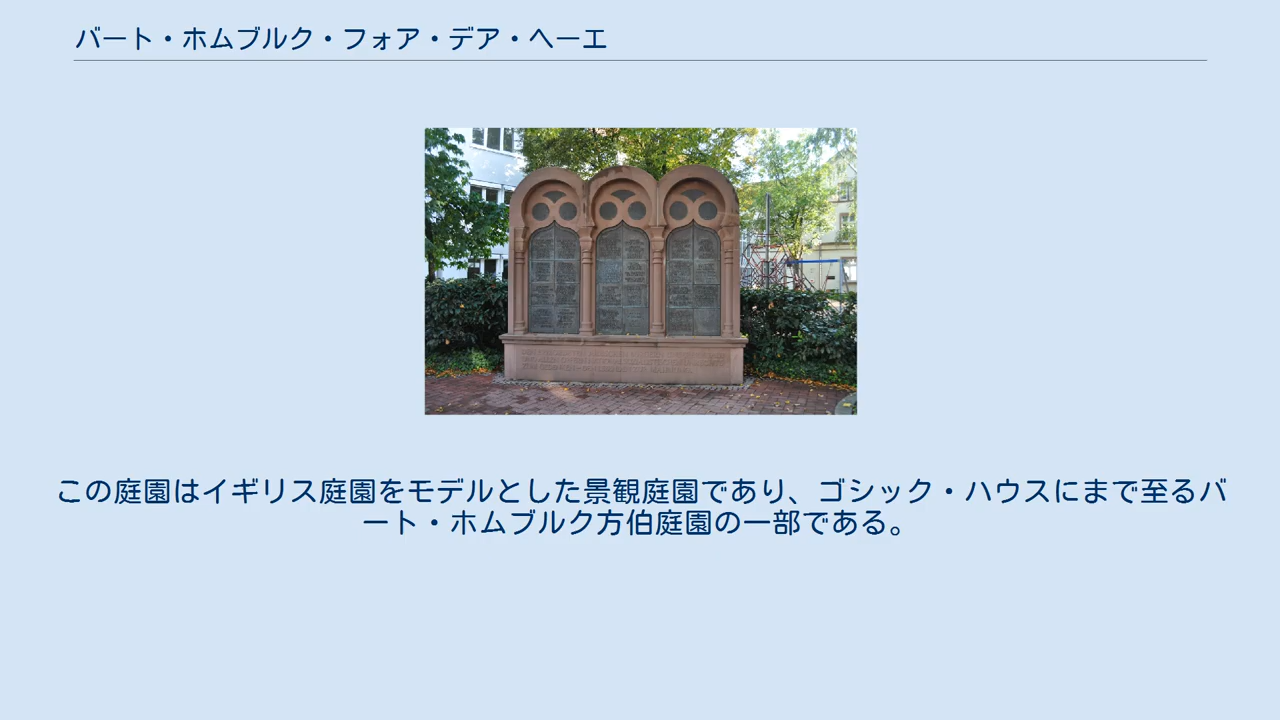 バート・ホムブルク・フォア・デア・ヘーエ
この庭園はイギリス庭園をモデルとした景観庭園であり、ゴシック・ハウスにまで至るバ
ート・ホムブルク方伯庭園の一部である。